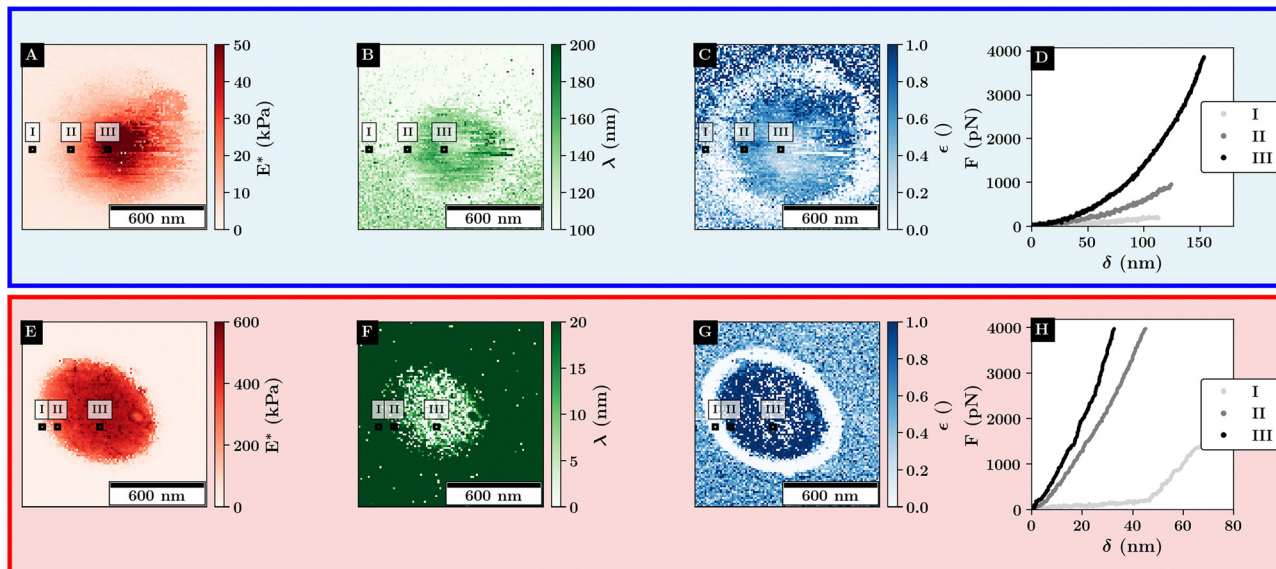 A
I
II
III
600 nm
50
40
30
20
10
0
E* (kPa)
B
I
II
III
600 nm
200
180
160
140
120
100
λ (nm)
C
I
II
III
600 nm
1.0
0.8
0.6
0.4
0.2
0.0
ϵ ()
D
4000
3000
2000
1000
0
F (pN)
0
50
100
150
δ (nm)
I
II
III
E
I
II
III
600 nm
600
400
200
0
E* (kPa)
F
I
II
III
600 nm
20
15
10
5
0
λ (nm)
G
I
II
III
600 nm
1.0
0.8
0.6
0.4
0.2
0.0
ϵ ()
H
4000
3000
2000
1000
0
F (pN)
0
20
40
60
80
δ (nm)
I
II
III